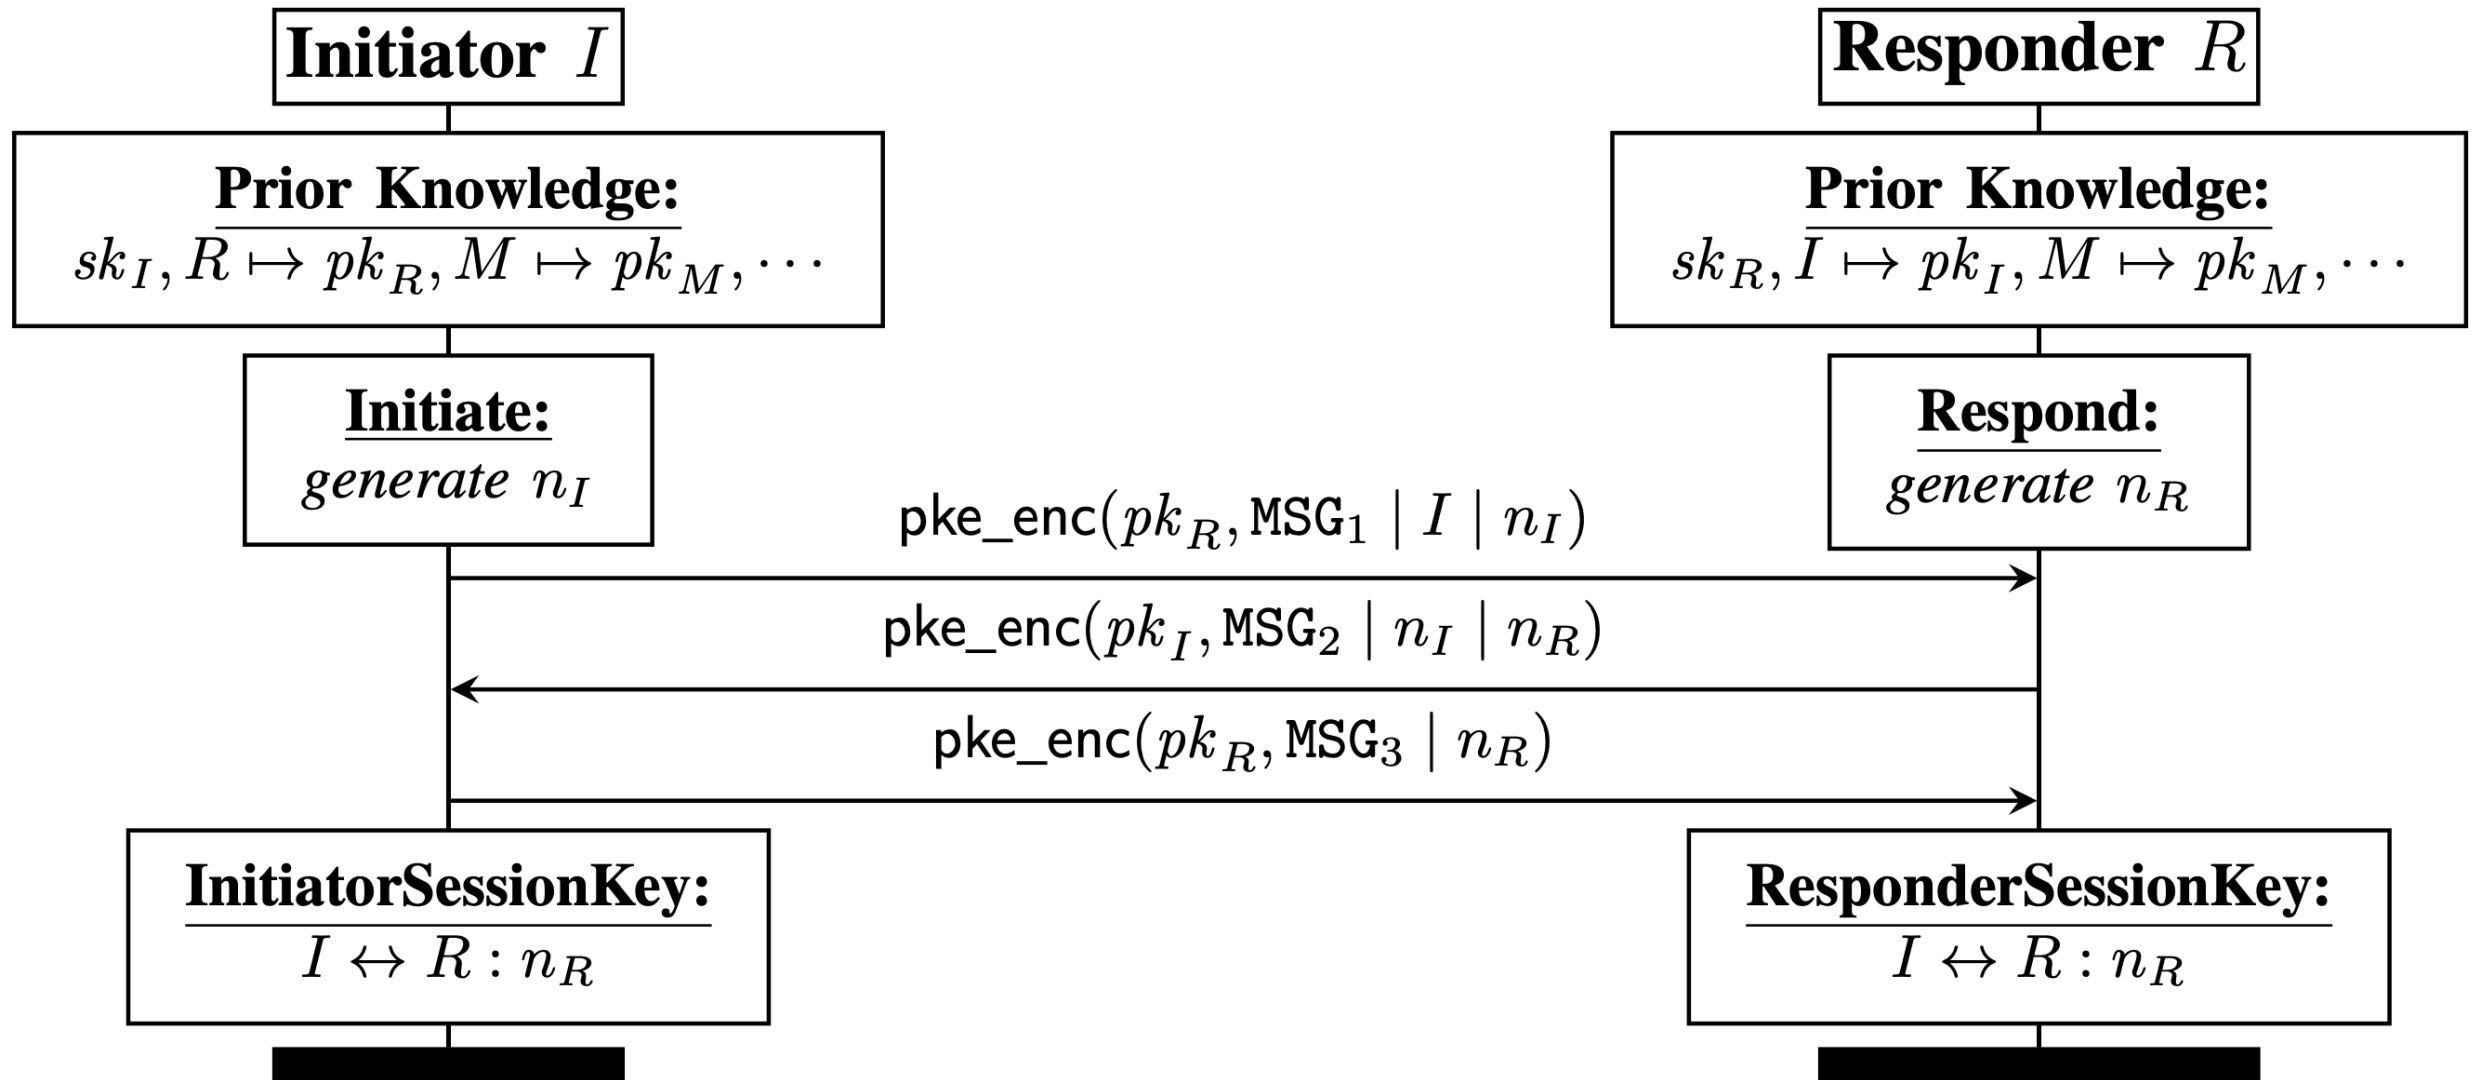 Initiator I
Responder R
Prior Knowledge:
sk_I, R ↦ pk_R, M ↦ pk_M, ⋯
Prior Knowledge:
sk_R, I ↦ pk_I, M ↦ pk_M, ⋯
Initiate:
generate n_I
Respond:
generate n_R
pke_enc(pk_R, MSG_1 | I | n_I)
pke_enc(pk_I, MSG_2 | n_I | n_R)
pke_enc(pk_R, MSG_3 | n_R)
InitiatorSessionKey:
I ↔ R : n_R
ResponderSessionKey:
I ↔ R : n_R